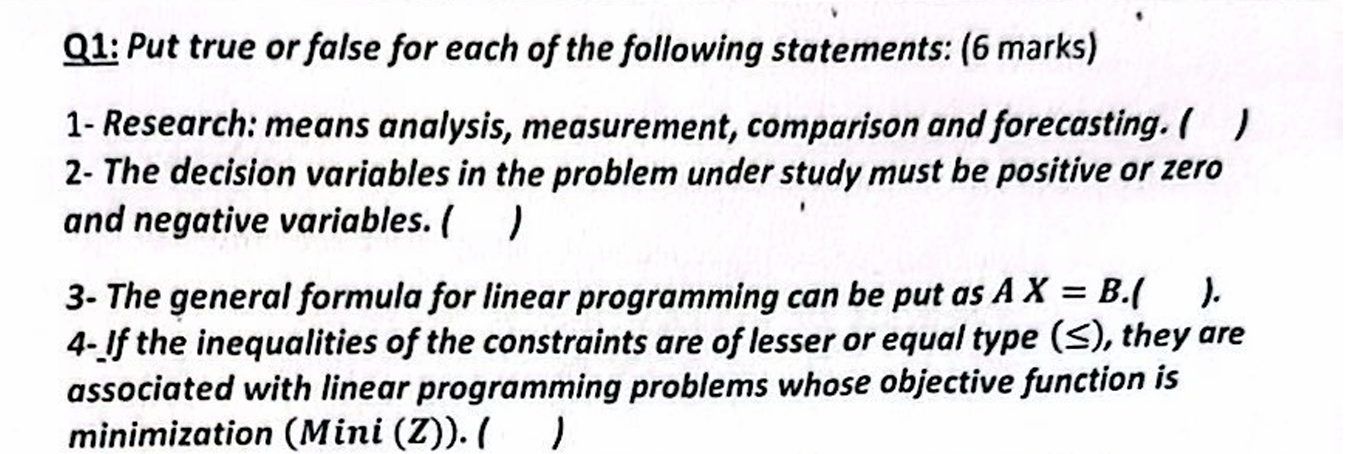 Q1: Put true or false for each of the following statements: (6 marks)
1- Research: means analysis, measurement, comparison and forecasting. ( )
2- The decision variables in the problem under study must be positive or zero
and negative variables. ( )
3- The general formula for linear programming can be put as A X = B.( ).
4- If the inequalities of the constraints are of lesser or equal type (≤), they are
associated with linear programming problems whose objective function is
minimization (Mini (Z)). ( )